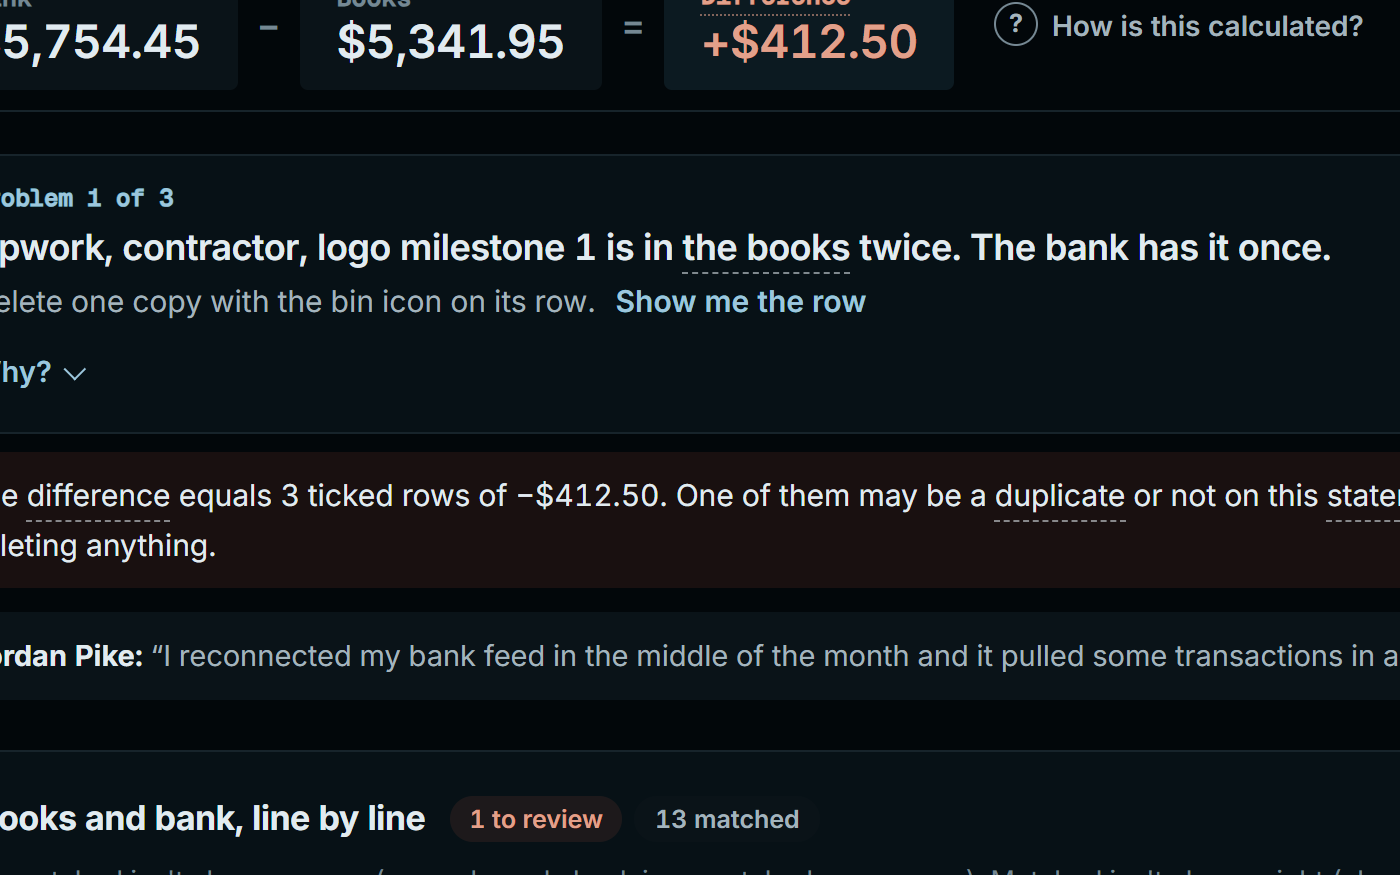 5,754.45 − $5,341.95 = +$412.50 ? How is this calculated?
oblem 1 of 3
pwork, contractor, logo milestone 1 is in the books twice. The bank has it once.
elete one copy with the bin icon on its row. Show me the row
hy?
e difference equals 3 ticked rows of −$412.50. One of them may be a duplicate or not on this state
leting anything.
ordan Pike: “I reconnected my bank feed in the middle of the month and it pulled some transactions in a
ooks and bank, line by line 1 to review 13 matched